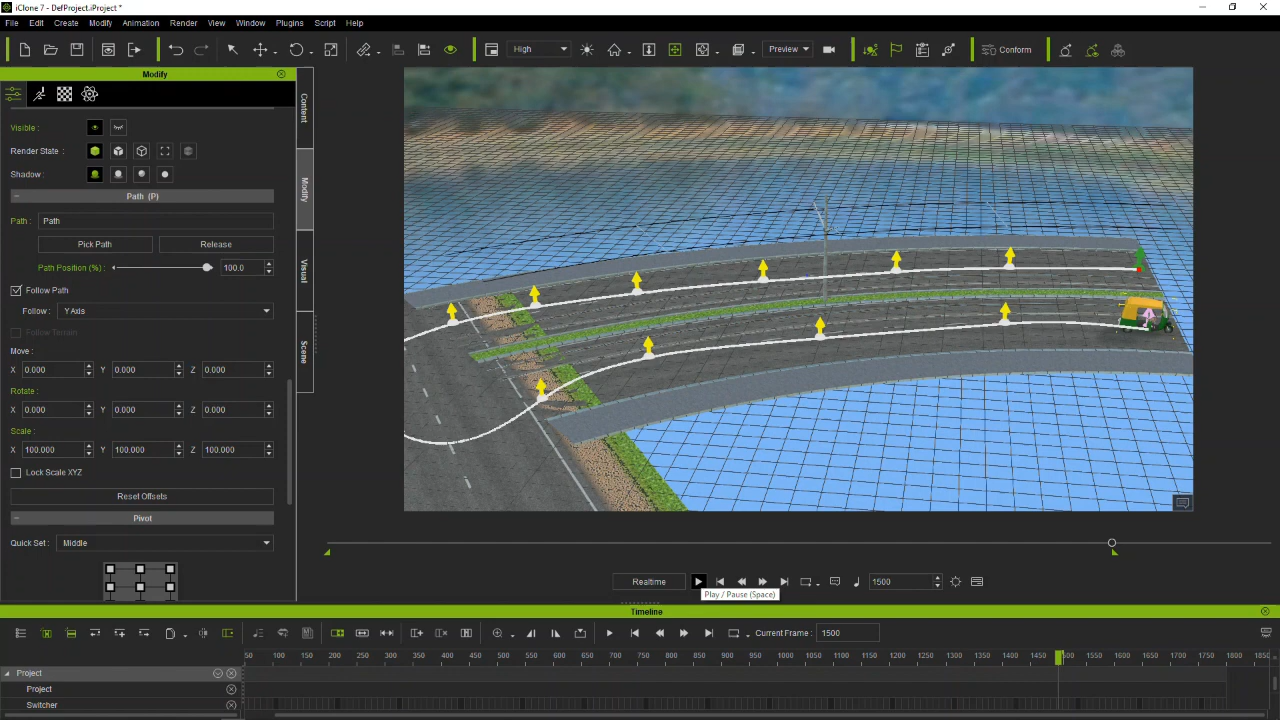 iClone 7 - DefProject.iProject *
File Edit Create Modify Animation Render View Window Plugins Script Help
High Preview Conform
Modify
Content
Modify
Visual
Scene
Visible :
Render State :
Shadow :
Path (P)
Path : Path
Pick Path Release
Path Position (%) : 100.0
Follow Path
Follow : Y Axis
Follow Terrain
Move :
X 0.000 Y 0.000 Z 0.000
Rotate :
X 0.000 Y 0.000 Z 0.000
Scale :
X 100.000 Y 100.000 Z 100.000
Lock Scale XYZ
Reset Offsets
Pivot
Quick Set : Middle
Realtime 1500
Play / Pause (Space)
Timeline
Current Frame : 1500
50 100 150 200 250 300 350 400 450 500 550 600 650 700 750 800 850 900 950 1000 1050 1100 1150 1200 1250 1300 1350 1400 1450 1500 1550 1600 1650 1700 1750 1800 1850
Project
Project
Switcher